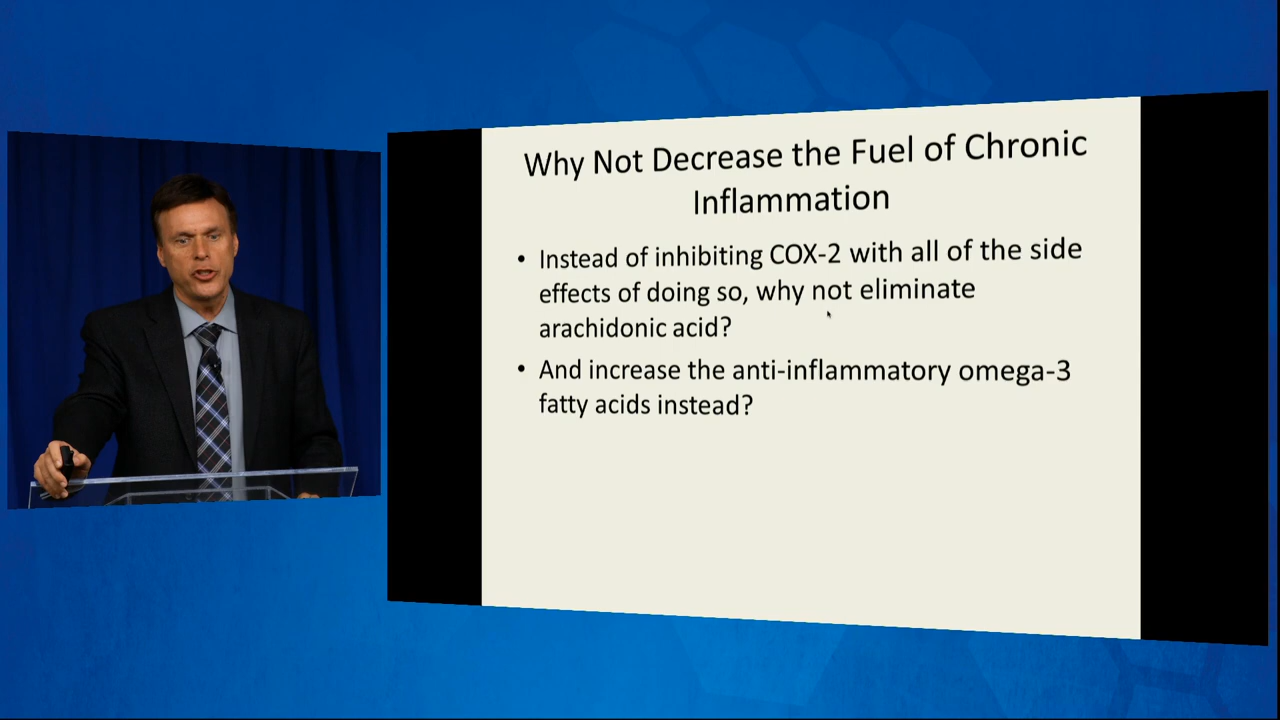 Why Not Decrease the Fuel of Chronic
Inflammation
• Instead of inhibiting COX-2 with all of the side
effects of doing so, why not eliminate
arachidonic acid?
• And increase the anti-inflammatory omega-3
fatty acids instead?